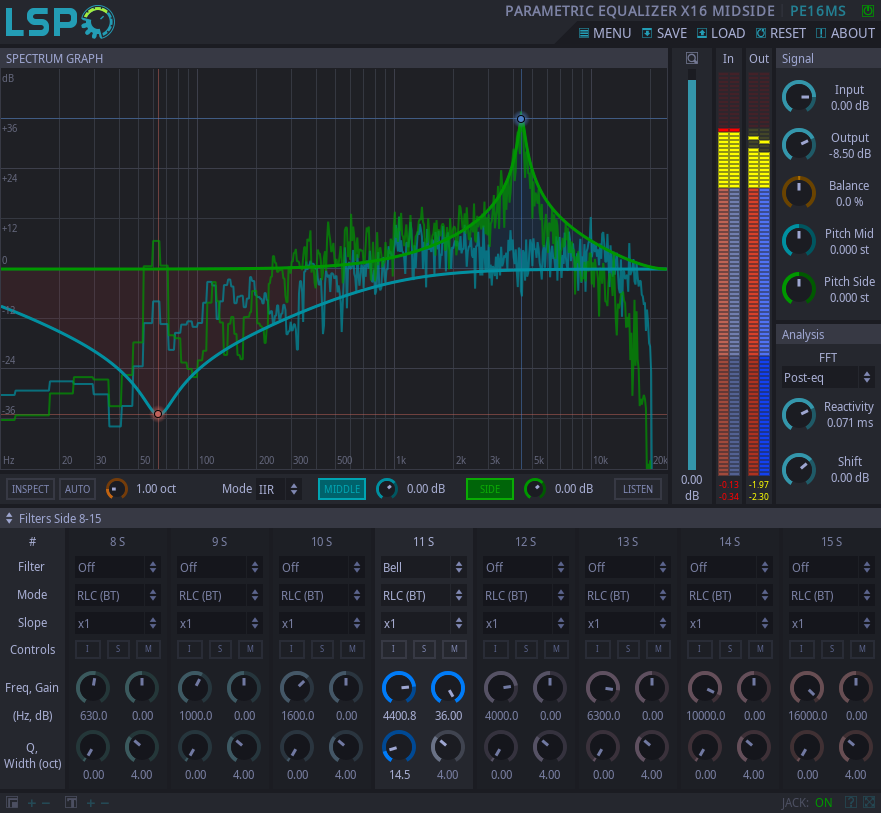 LSP
PARAMETRIC EQUALIZER X16 MIDSIDE PE16MS
MENU SAVE LOAD RESET ABOUT
SPECTRUM GRAPH
In Out
Signal
dB
+36
+24
+12
0
-12
-24
-36
Hz 20 30 50 100 200 300 500 1k 2k 3k 5k 10k 20k
0.00
dB
-0.13 -1.97
-0.34 -2.30
Input
0.00 dB
Output
-8.50 dB
Balance
0.0 %
Pitch Mid
0.000 st
Pitch Side
0.000 st
Analysis
FFT
Post-eq
Reactivity
0.071 ms
Shift
0.00 dB
INSPECT AUTO 1.00 oct Mode IIR MIDDLE 0.00 dB SIDE 0.00 dB LISTEN
Filters Side 8-15
# 8 S 9 S 10 S 11 S 12 S 13 S 14 S 15 S
Filter Off Off Off Bell Off Off Off Off
Mode RLC (BT) RLC (BT) RLC (BT) RLC (BT) RLC (BT) RLC (BT) RLC (BT) RLC (BT)
Slope x1 x1 x1 x1 x1 x1 x1 x1
Controls I S M I S M I S M I S M I S M I S M I S M I S M
Freq, Gain
(Hz, dB) 630.0 0.00 1000.0 0.00 1600.0 0.00 4400.8 36.00 4000.0 0.00 6300.0 0.00 10000.0 0.00 16000.0 0.00
Q,
Width (oct)
0.00 4.00 0.00 4.00 0.00 4.00 14.5 4.00 0.00 4.00 0.00 4.00 0.00 4.00 0.00 4.00
JACK: ON